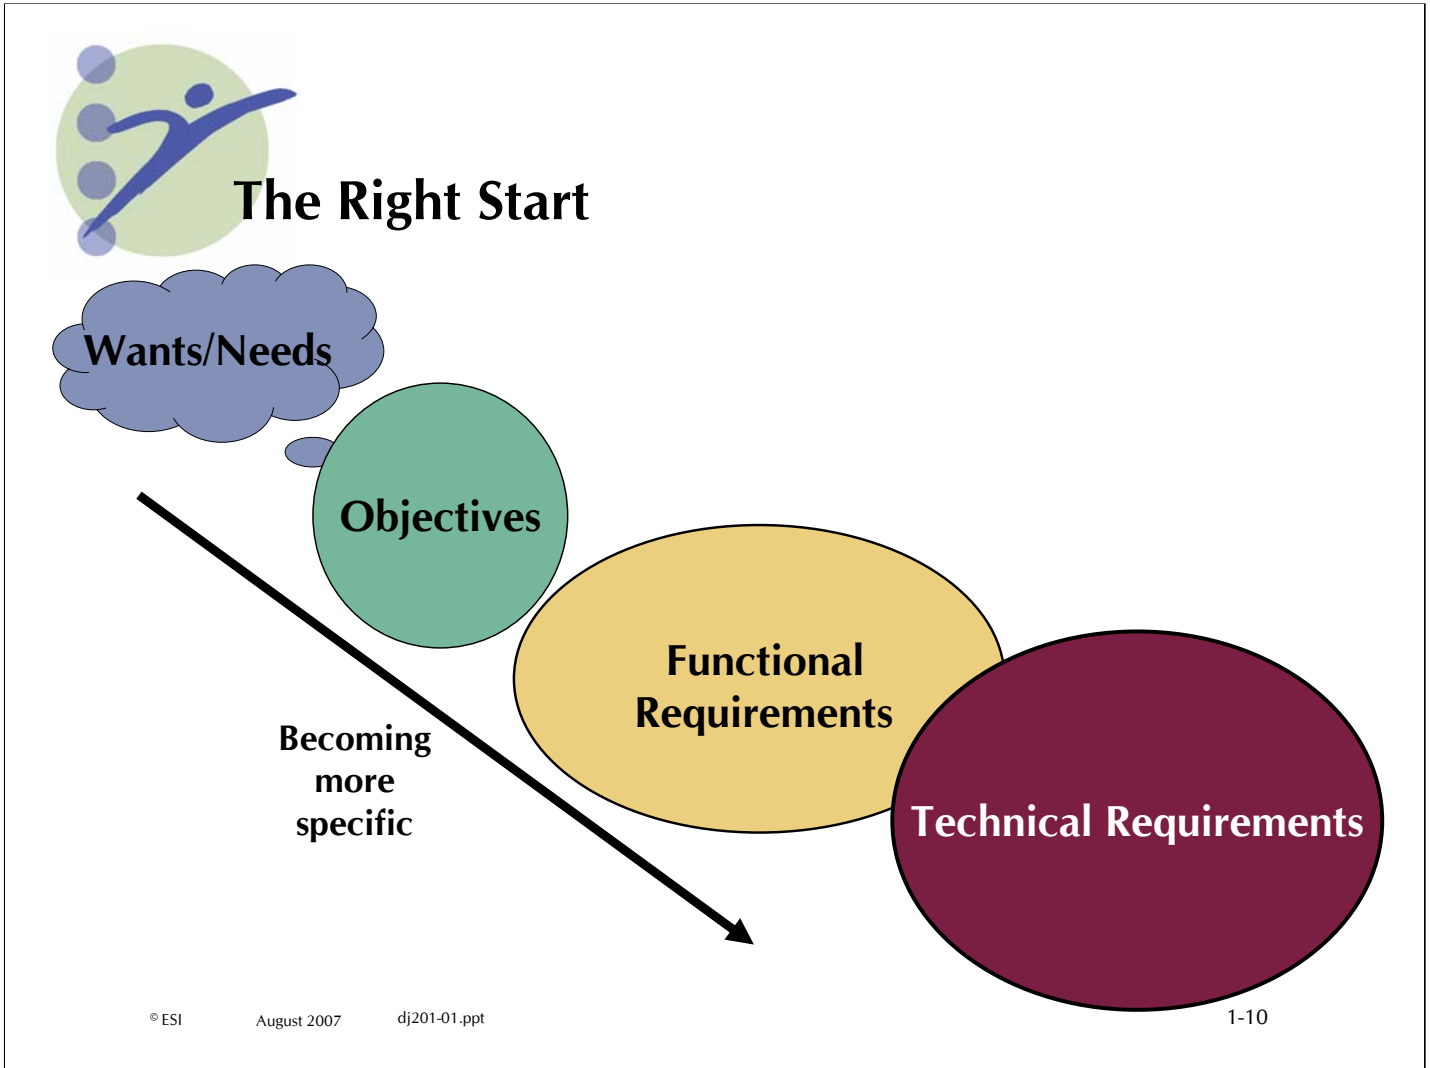 The Right Start
Wants/Needs
Objectives
Functional
Requirements
Technical Requirements
Becoming
more
specific
© ESI August 2007 dj201-01.ppt 1-10